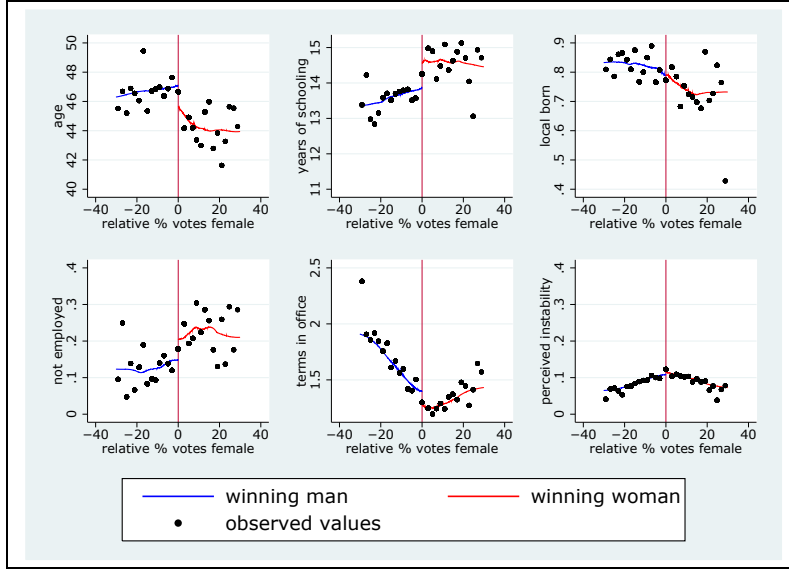 age
40 42 44 46 48 50
−40 −20 0 20 40
relative % votes female
years of schooling
11 12 13 14 15
−40 −20 0 20 40
relative % votes female
local born
.4 .5 .6 .7 .8 .9
−40 −20 0 20 40
relative % votes female
not employed
0 .1 .2 .3 .4
−40 −20 0 20 40
relative % votes female
terms in office
1.5 2 2.5
−40 −20 0 20 40
relative % votes female
perceived instability
0 .1 .2 .3 .4
−40 −20 0 20 40
relative % votes female
winning man
winning woman
observed values